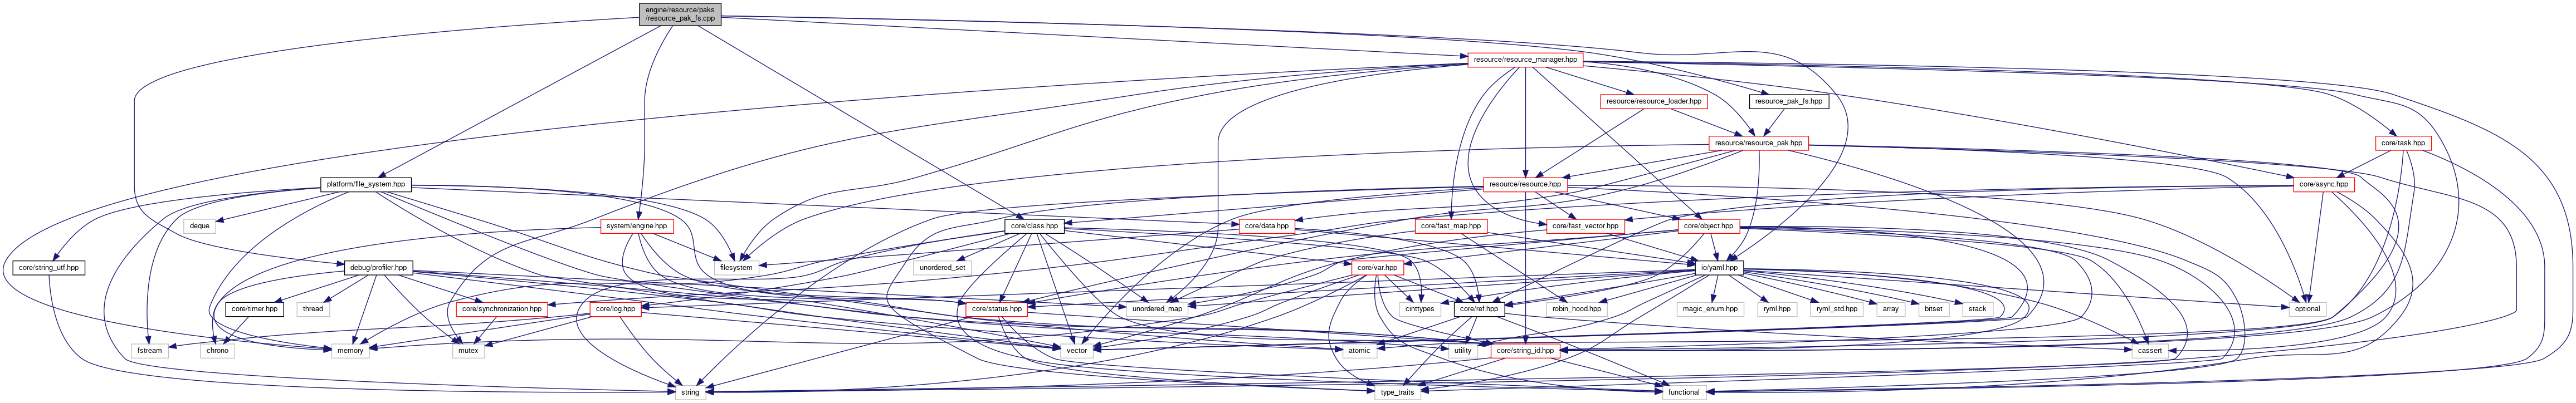 engine/resource/paks
/resource_pak_fs.cpp
resource/resource_manager.hpp
resource/resource_loader.hpp
resource_pak_fs.hpp
resource/resource_pak.hpp
core/task.hpp
platform/file_system.hpp
resource/resource.hpp
core/async.hpp
deque
system/engine.hpp
core/class.hpp
core/data.hpp
core/fast_map.hpp
core/fast_vector.hpp
core/object.hpp
core/string_utf.hpp
debug/profiler.hpp
filesystem
unordered_set
core/var.hpp
io/yaml.hpp
core/timer.hpp
thread
core/synchronization.hpp
core/log.hpp
core/status.hpp
unordered_map
cinttypes
core/ref.hpp
robin_hood.hpp
magic_enum.hpp
ryml.hpp
ryml_std.hpp
array
bitset
stack
optional
fstream
chrono
memory
mutex
vector
atomic
utility
core/string_id.hpp
cassert
string
type_traits
functional